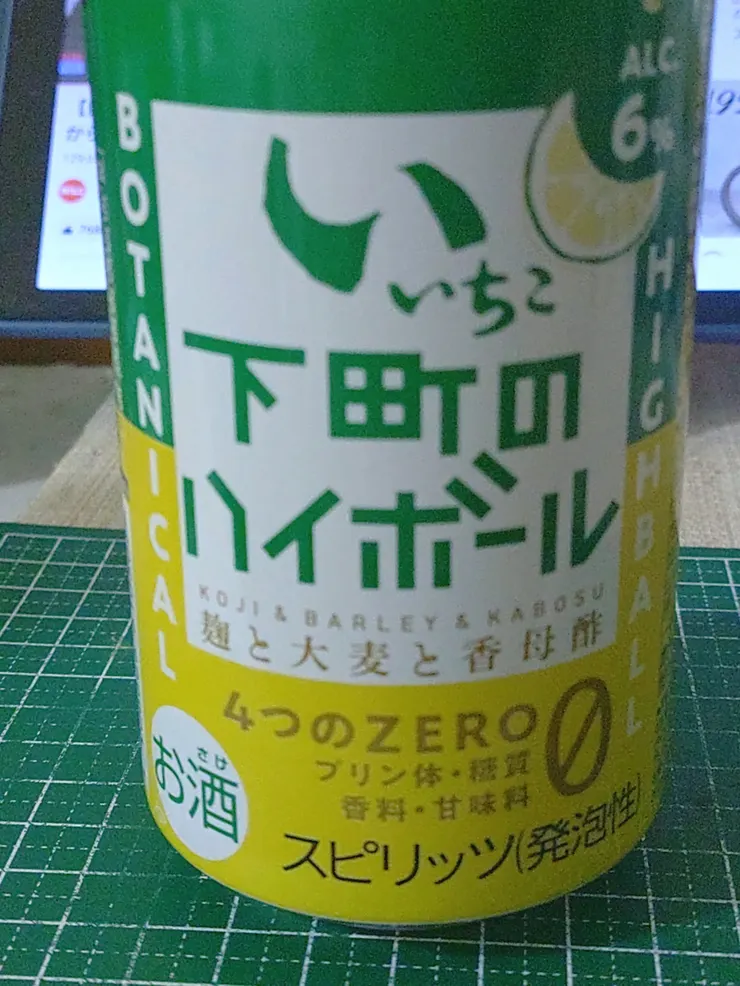 ALC.
6%
BOTANICAL
HIGHBALL
い
いいちこ
下町の
ハイボール
KOJI & BARLEY & KABOSU
麹と大麦と香母酢
4つのZERO
0
プリン体・糖質
香料・甘味料
さけ
お酒
スピリッツ(発泡性)